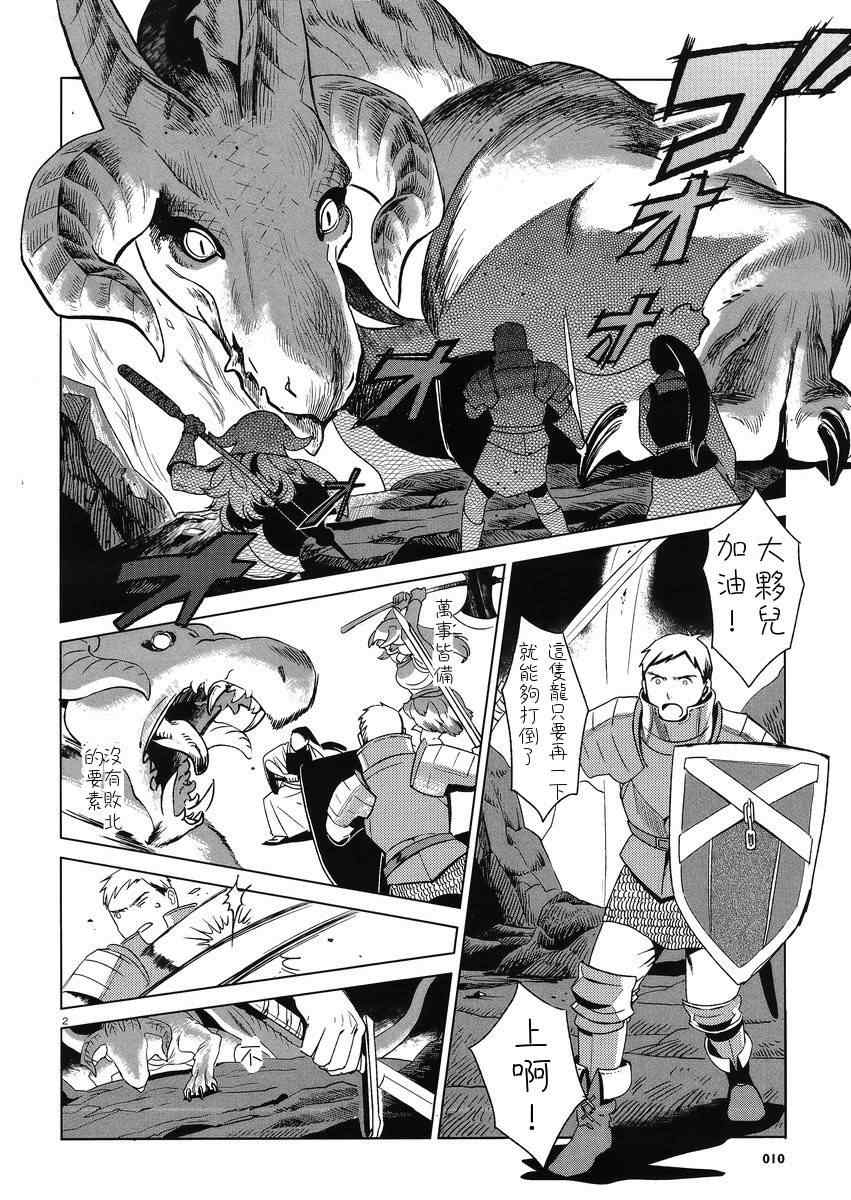 ゴオオオオオ
大夥兒
加油！
這隻龍只要再一下
就能夠打倒了
上啊！
萬事皆備
沒有敗北
的要素
2
010